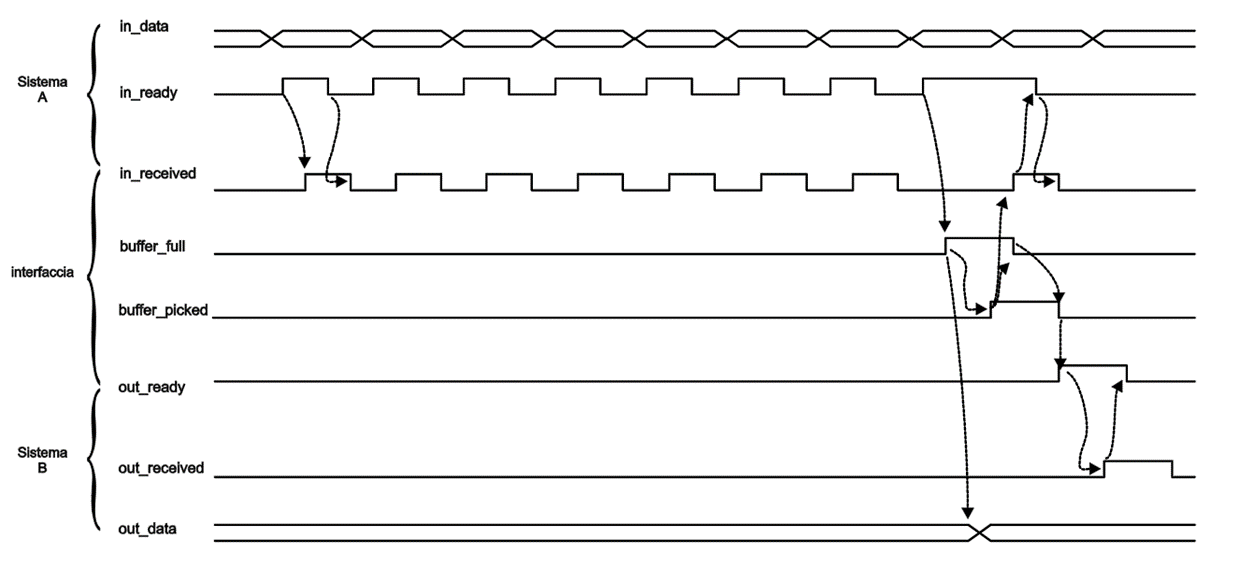 in_data
Sistema
A
in_ready
in_received
buffer_full
interfaccia
buffer_picked
out_ready
Sistema
B
out_received
out_data